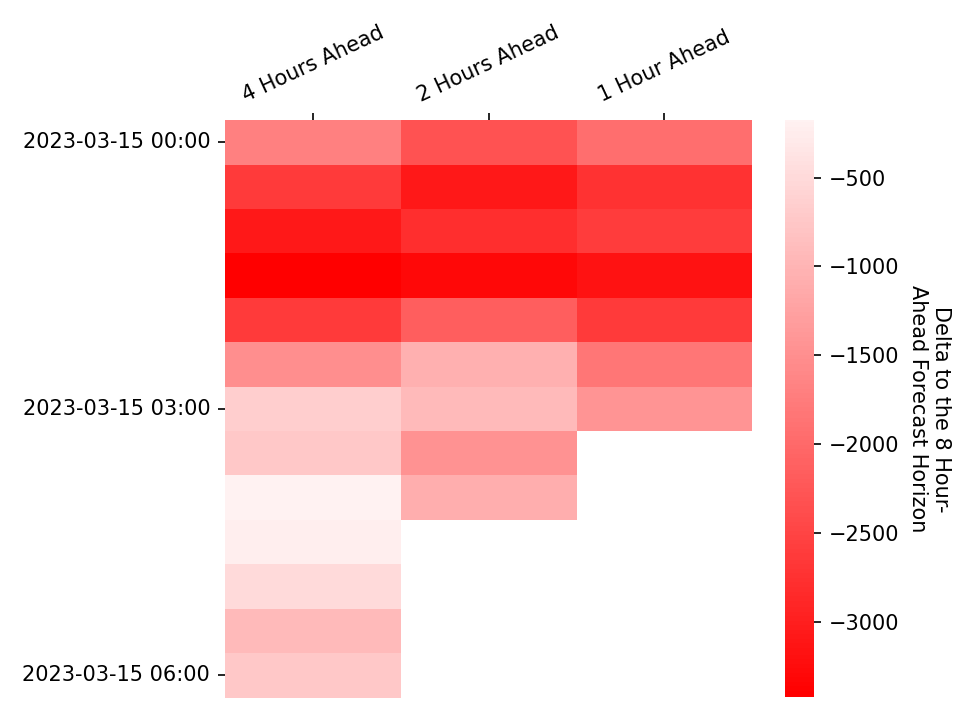 4 Hours Ahead
2 Hours Ahead
1 Hour Ahead
2023-03-15 00:00
2023-03-15 03:00
2023-03-15 06:00
−500
−1000
−1500
−2000
−2500
−3000
Delta to the 8 Hour-
Ahead Forecast Horizon